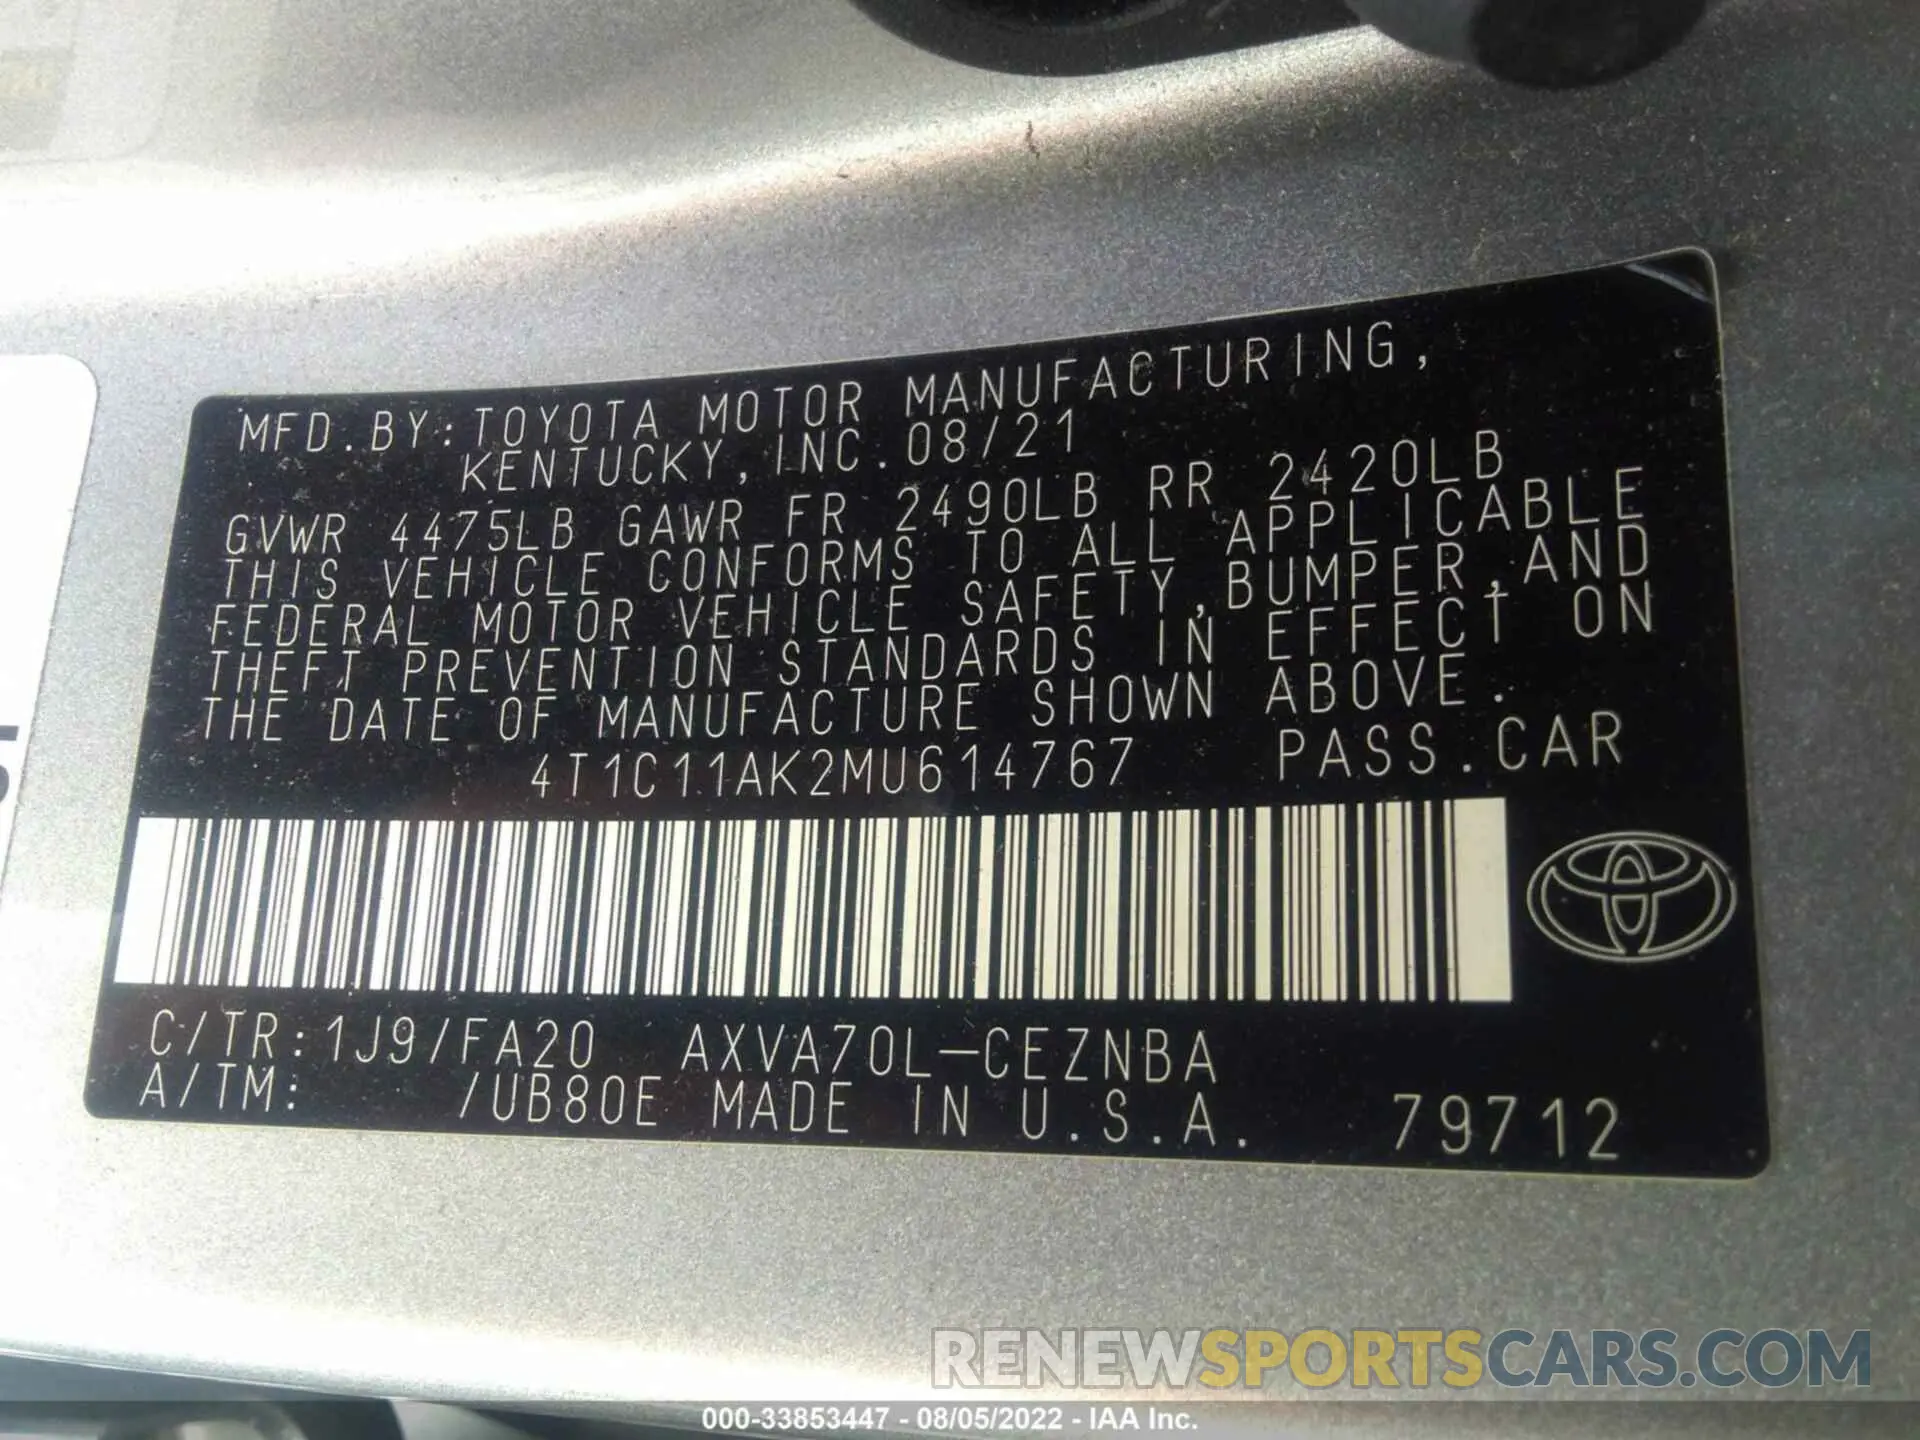 MFD.BY:TOYOTA MOTOR MANUFACTURING,
KENTUCKY,INC.08/21
GVWR 4475LB GAWR FR 2490LB RR 2420LB
THIS VEHICLE CONFORMS TO ALL APPLICABLE
FEDERAL MOTOR VEHICLE SAFETY,BUMPER,AND
THEFT PREVENTION STANDARDS IN EFFECT ON
THE DATE OF MANUFACTURE SHOWN ABOVE.
4T1C11AK2MU614767 PASS.CAR
C/TR:1J9/FA20 AXVA70L-CEZNBA
A/TM: /UB80E MADE IN U.S.A. 79712
RENEWSPORTSCARS.COM
000-33853447 - 08/05/2022 - IAA Inc.